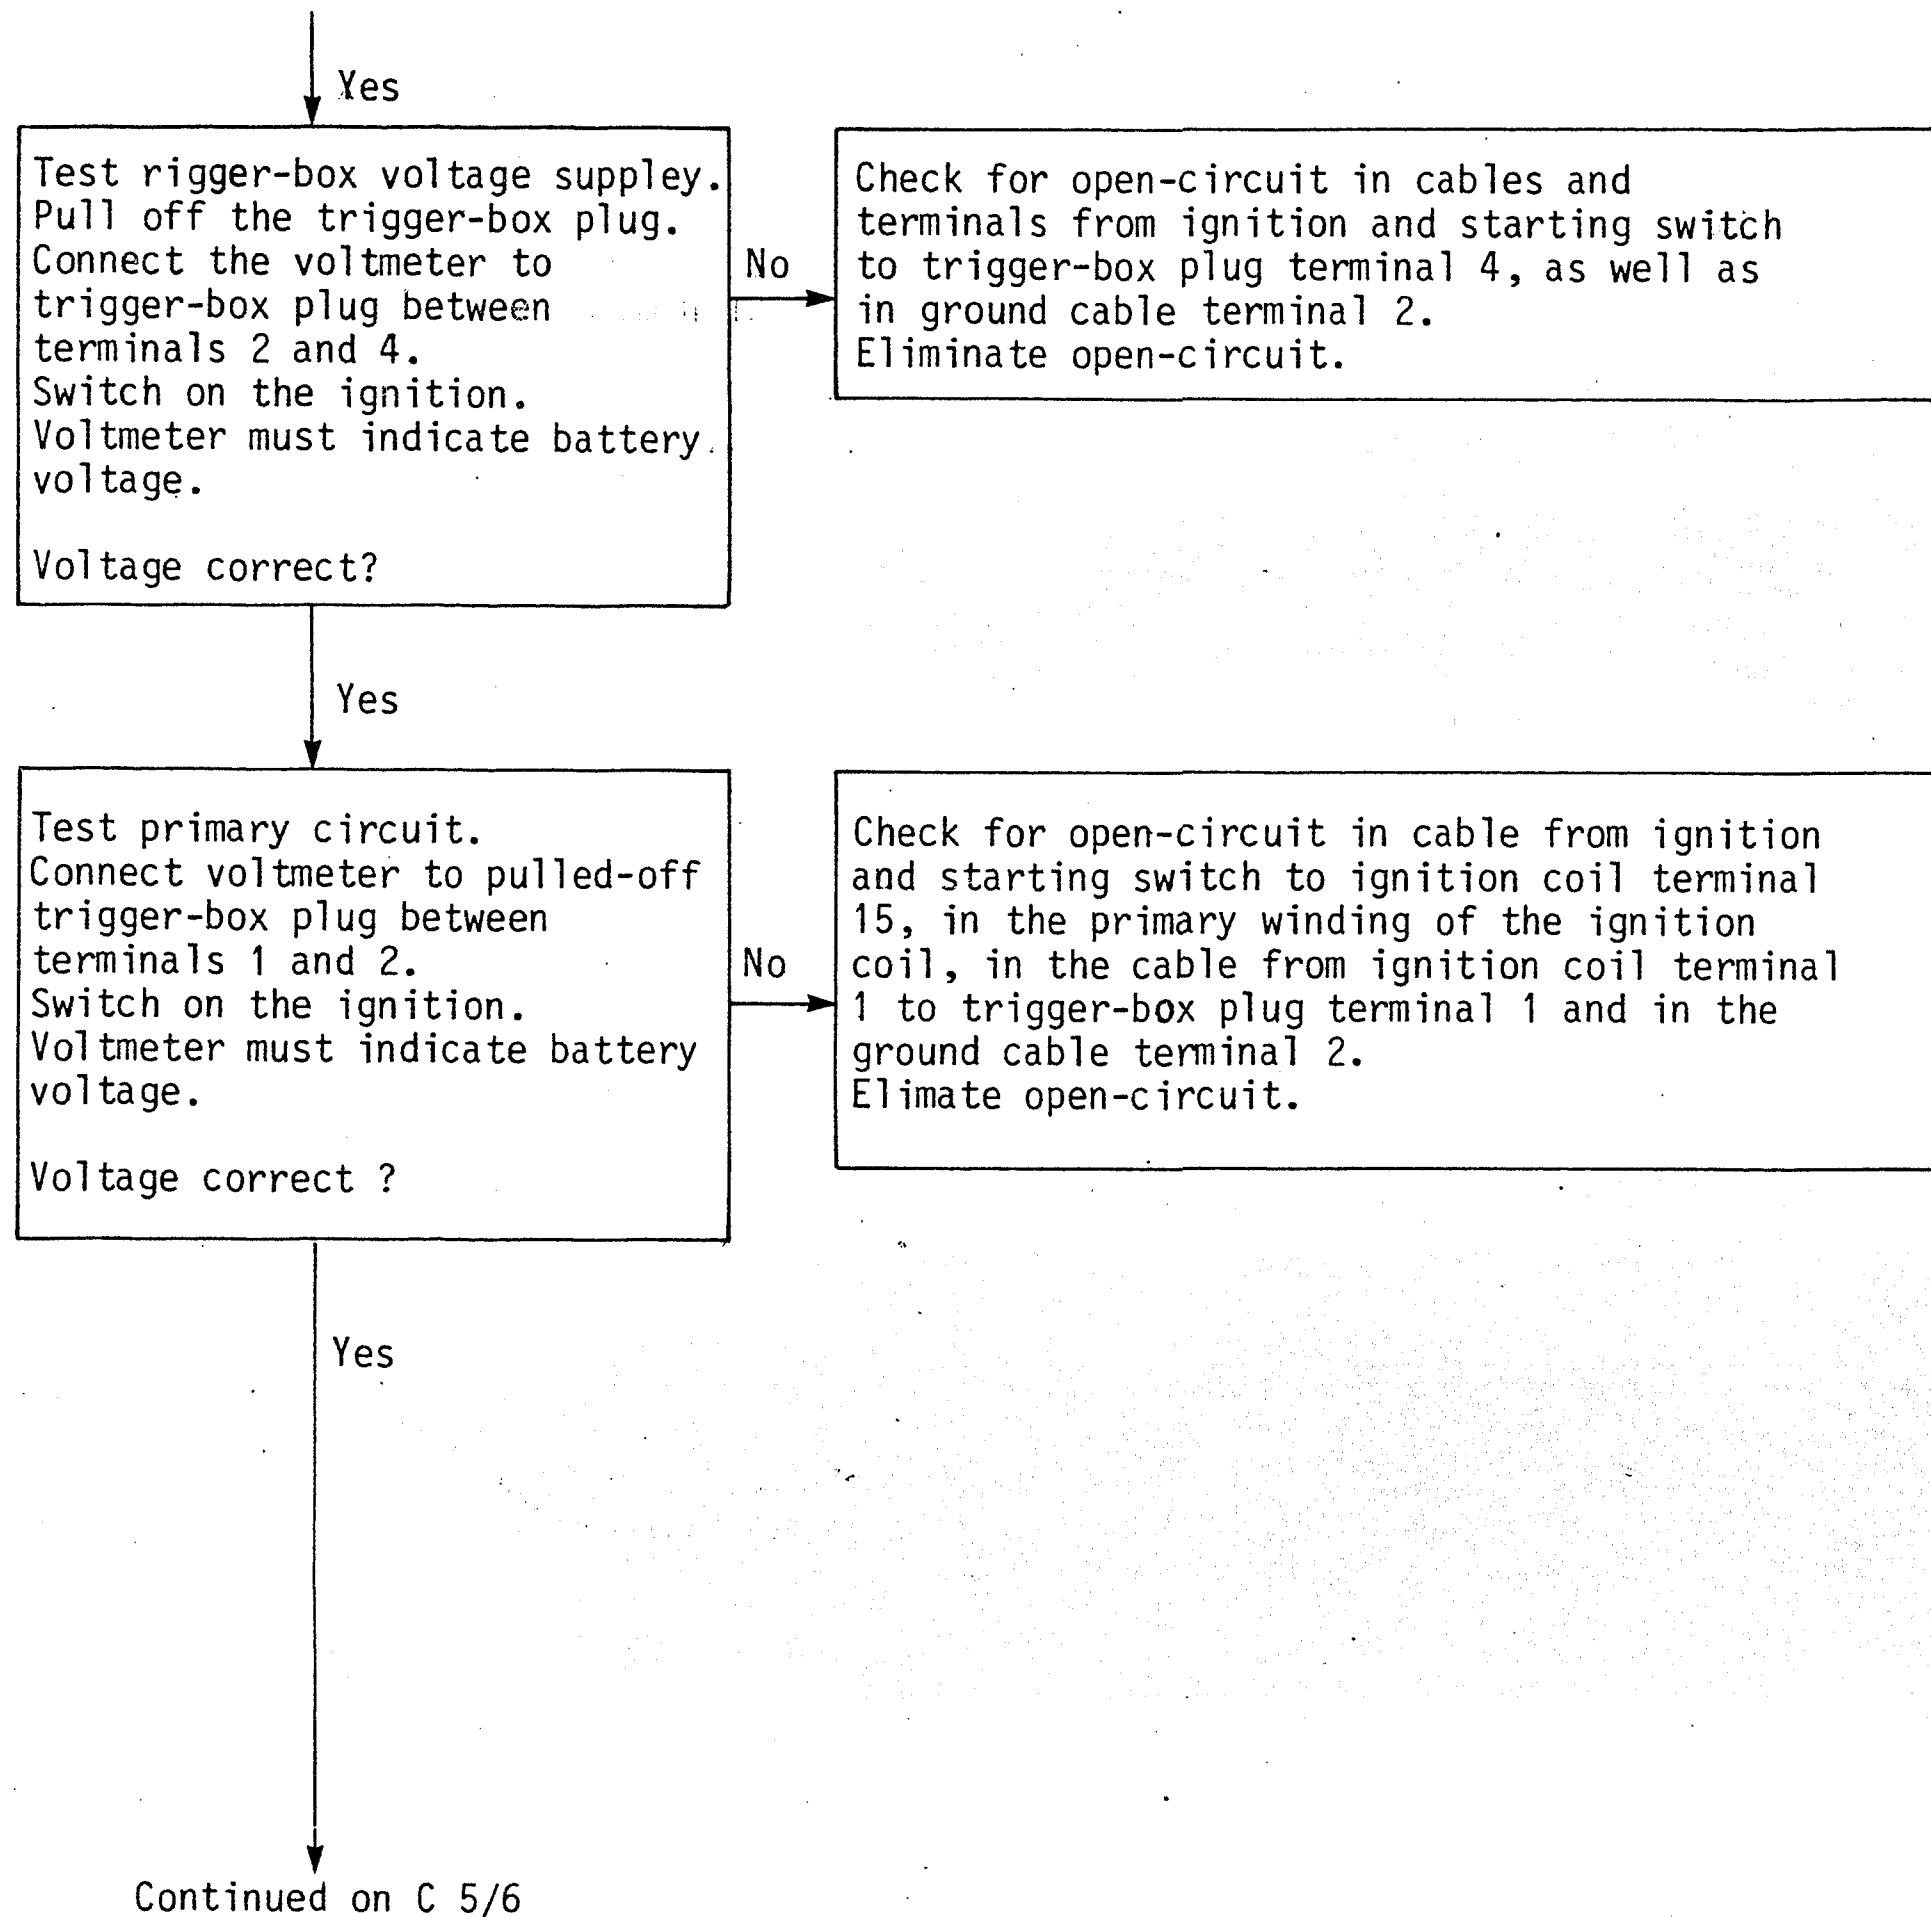 Yes
Test rigger-box voltage suppley.
Pull off the trigger-box plug.
Connect the voltmeter to
trigger-box plug between
terminals 2 and 4.
Switch on the ignition.
Voltmeter must indicate battery
voltage.
Voltage correct?
No
Check for open-circuit in cables and
terminals from ignition and starting switch
to trigger-box plug terminal 4, as well as
in ground cable terminal 2.
Eliminate open-circuit.
Yes
Test primary circuit.
Connect voltmeter to pulled-off
trigger-box plug between
terminals 1 and 2.
Switch on the ignition.
Voltmeter must indicate battery
voltage.
Voltage correct ?
No
Check for open-circuit in cable from ignition
and starting switch to ignition coil terminal
15, in the primary winding of the ignition
coil, in the cable from ignition coil terminal
1 to trigger-box plug terminal 1 and in the
ground cable terminal 2.
Elimate open-circuit.
Yes
Continued on C 5/6